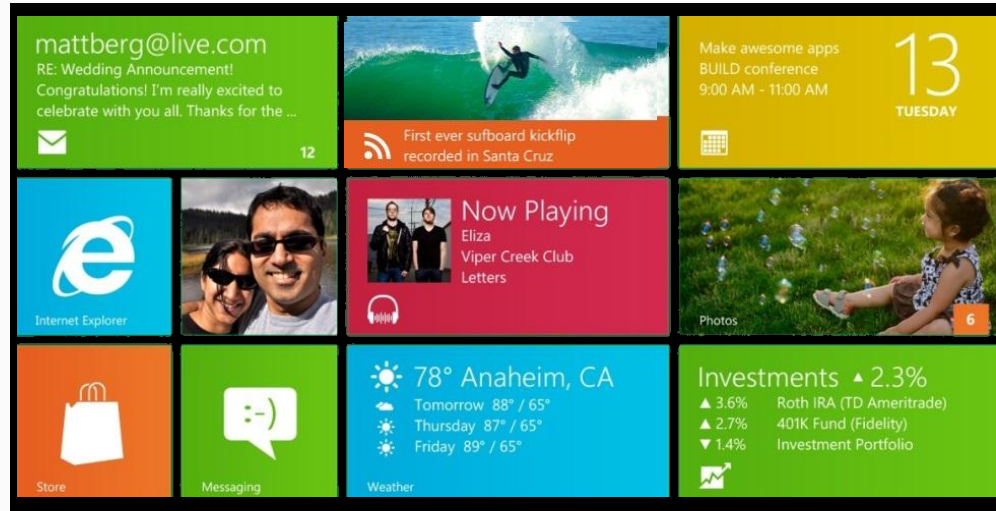 mattberg@live.com
RE: Wedding Announcement!
Congratulations! I'm really excited to
celebrate with you all. Thanks for the ...
12
First ever sufboard kickflip
recorded in Santa Cruz
Make awesome apps
BUILD conference
9:00 AM - 11:00 AM
13
TUESDAY
Internet Explorer
Now Playing
Eliza
Viper Creek Club
Letters
Photos
6
Store
:-)
Messaging
78° Anaheim, CA
Tomorrow 88° / 65°
Thursday 87° / 65°
Friday 89° / 65°
Weather
Investments ▲ 2.3%
▲ 3.6% Roth IRA (TD Ameritrade)
▲ 2.7% 401K Fund (Fidelity)
▼ 1.4% Investment Portfolio